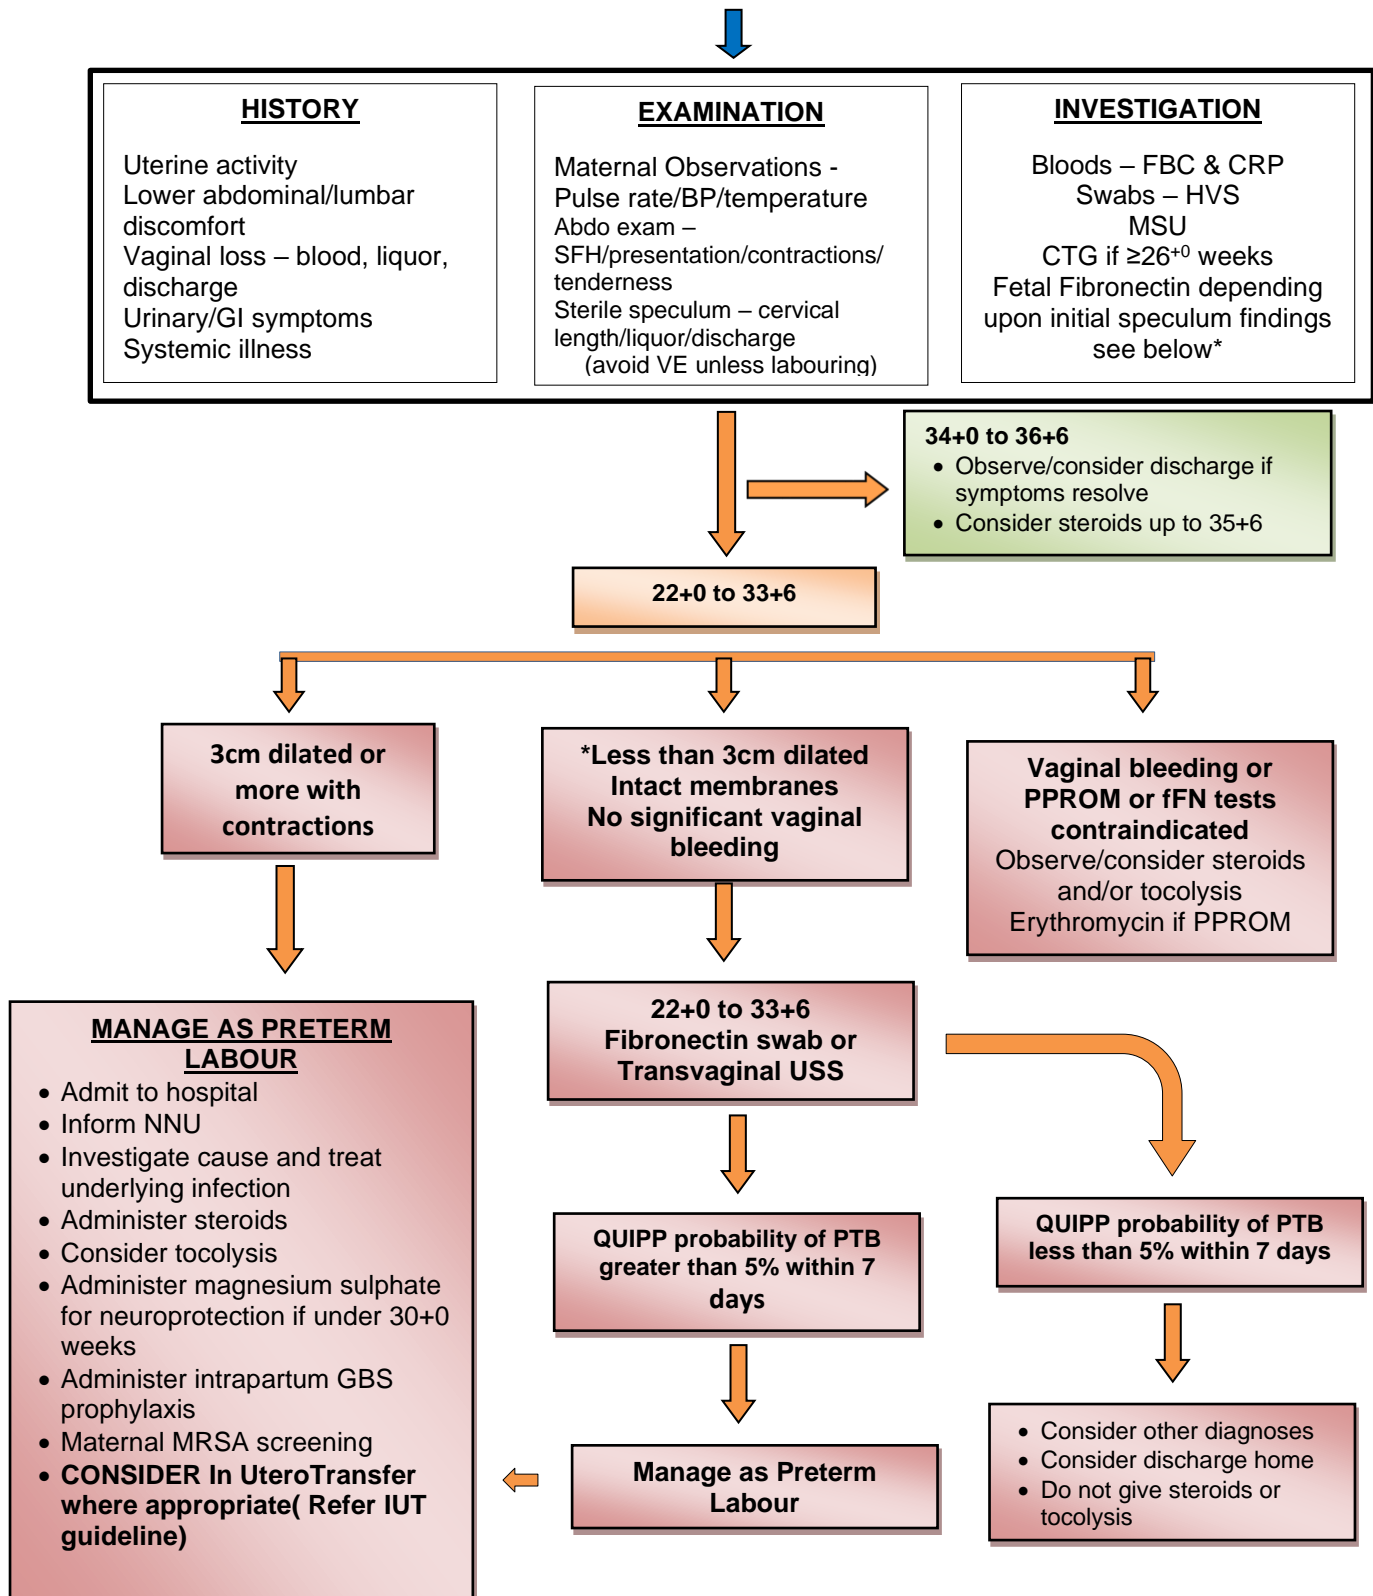 HISTORY
Uterine activity
Lower abdominal/lumbar
discomfort
Vaginal loss – blood, liquor,
discharge
Urinary/GI symptoms
Systemic illness
EXAMINATION
Maternal Observations -
Pulse rate/BP/temperature
Abdo exam –
SFH/presentation/contractions/
tenderness
Sterile speculum – cervical
length/liquor/discharge
(avoid VE unless labouring)
INVESTIGATION
Bloods – FBC & CRP
Swabs – HVS
MSU
CTG if ≥26+0 weeks
Fetal Fibronectin depending
upon initial speculum findings
see below*
34+0 to 36+6
• Observe/consider discharge if
symptoms resolve
• Consider steroids up to 35+6
22+0 to 33+6
3cm dilated or
more with
contractions
*Less than 3cm dilated
Intact membranes
No significant vaginal
bleeding
Vaginal bleeding or
PPROM or fFN tests
contraindicated
Observe/consider steroids
and/or tocolysis
Erythromycin if PPROM
MANAGE AS PRETERM
LABOUR
• Admit to hospital
• Inform NNU
• Investigate cause and treat
underlying infection
• Administer steroids
• Consider tocolysis
• Administer magnesium sulphate
for neuroprotection if under 30+0
weeks
• Administer intrapartum GBS
prophylaxis
• Maternal MRSA screening
• CONSIDER In UteroTransfer
where appropriate( Refer IUT
guideline)
22+0 to 33+6
Fibronectin swab or
Transvaginal USS
QUIPP probability of PTB
greater than 5% within 7
days
QUIPP probability of PTB
less than 5% within 7 days
Manage as Preterm
Labour
• Consider other diagnoses
• Consider discharge home
• Do not give steroids or
tocolysis